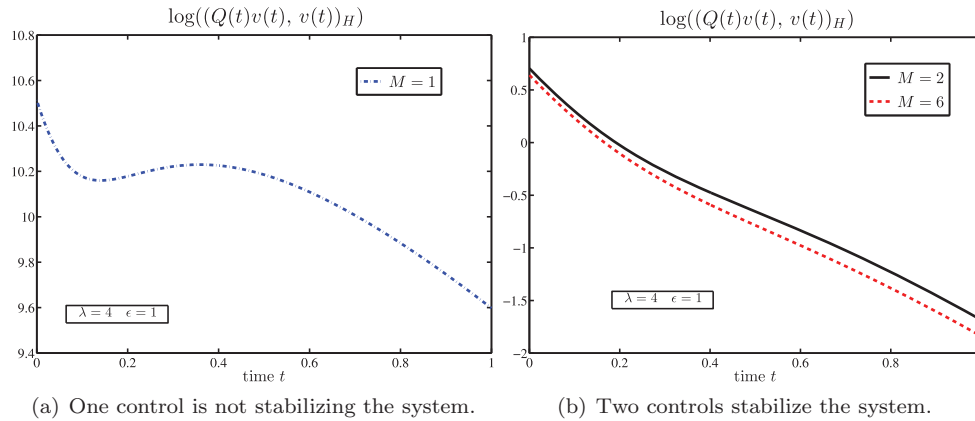 log((Q(t)v(t), v(t))_H)
10.8
10.6
10.4
10.2
10
9.8
9.6
9.4
0 0.2 0.4 0.6 0.8 1
M = 1
λ = 4 ϵ = 1
time t
(a) One control is not stabilizing the system.
log((Q(t)v(t), v(t))_H)
1
0.5
0
−0.5
−1
−1.5
−2
0 0.2 0.4 0.6 0.8
M = 2
M = 6
λ = 4 ϵ = 1
time t
(b) Two controls stabilize the system.